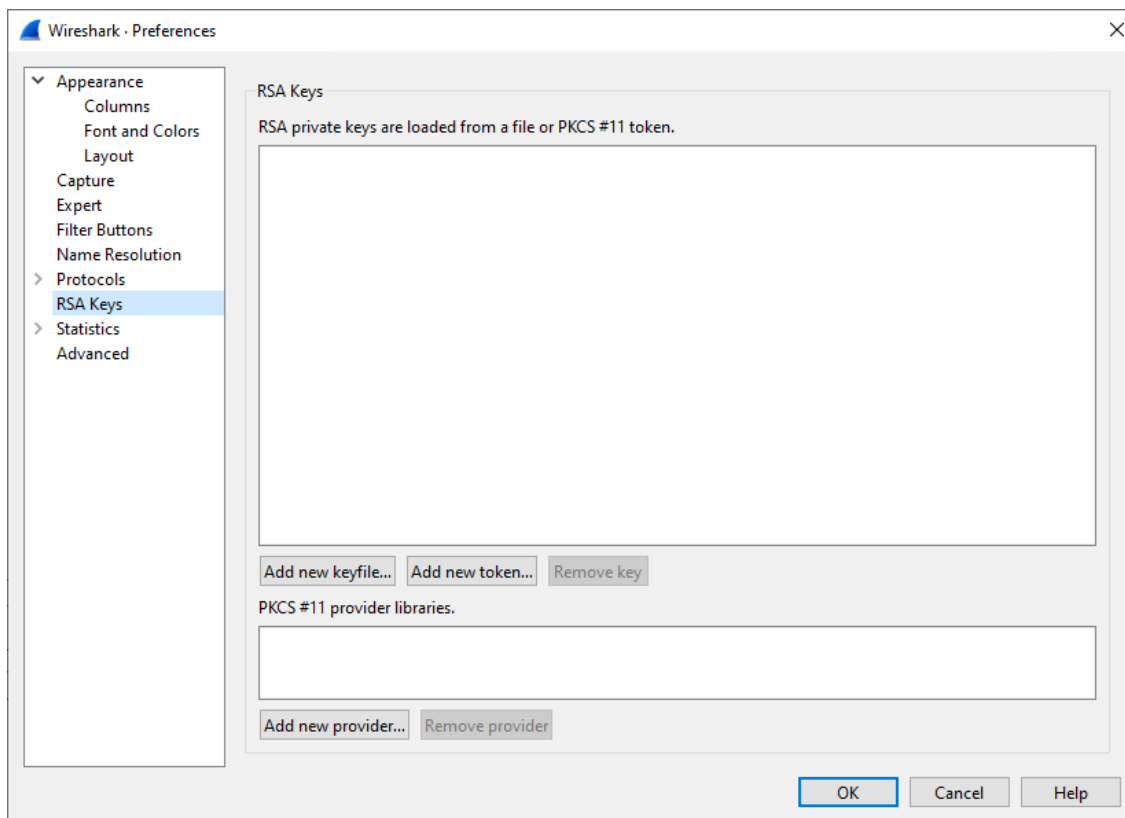 Wireshark · Preferences
Appearance
Columns
Font and Colors
Layout
Capture
Expert
Filter Buttons
Name Resolution
Protocols
RSA Keys
Statistics
Advanced
RSA Keys
RSA private keys are loaded from a file or PKCS #11 token.
Add new keyfile... Add new token... Remove key
PKCS #11 provider libraries.
Add new provider... Remove provider
OK Cancel Help